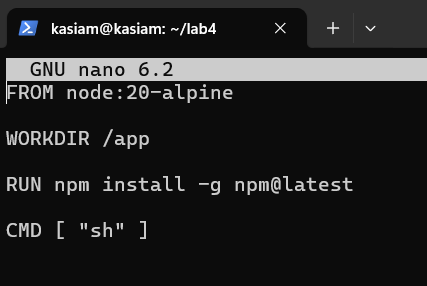 kasiam@kasiam: ~/lab4
GNU nano 6.2
FROM node:20-alpine
WORKDIR /app
RUN npm install -g npm@latest
CMD [ "sh" ]